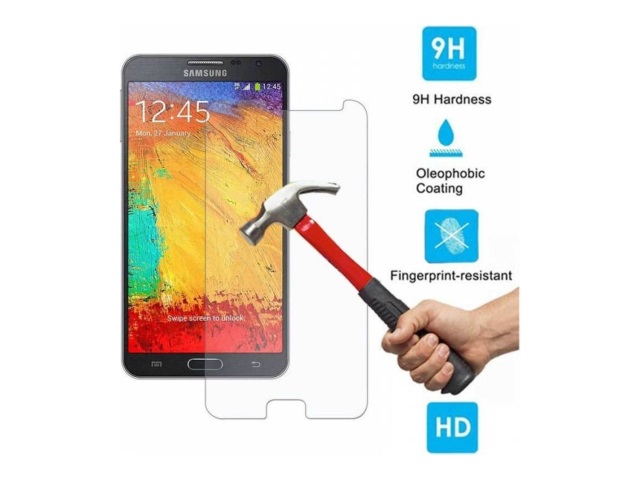 SAMSUNG
12:45
12:45
Mon, 27 January
Swipe screen to unlock
9H
hardness
9H Hardness
Oleophobic
Coating
Fingerprint-resistant
HD